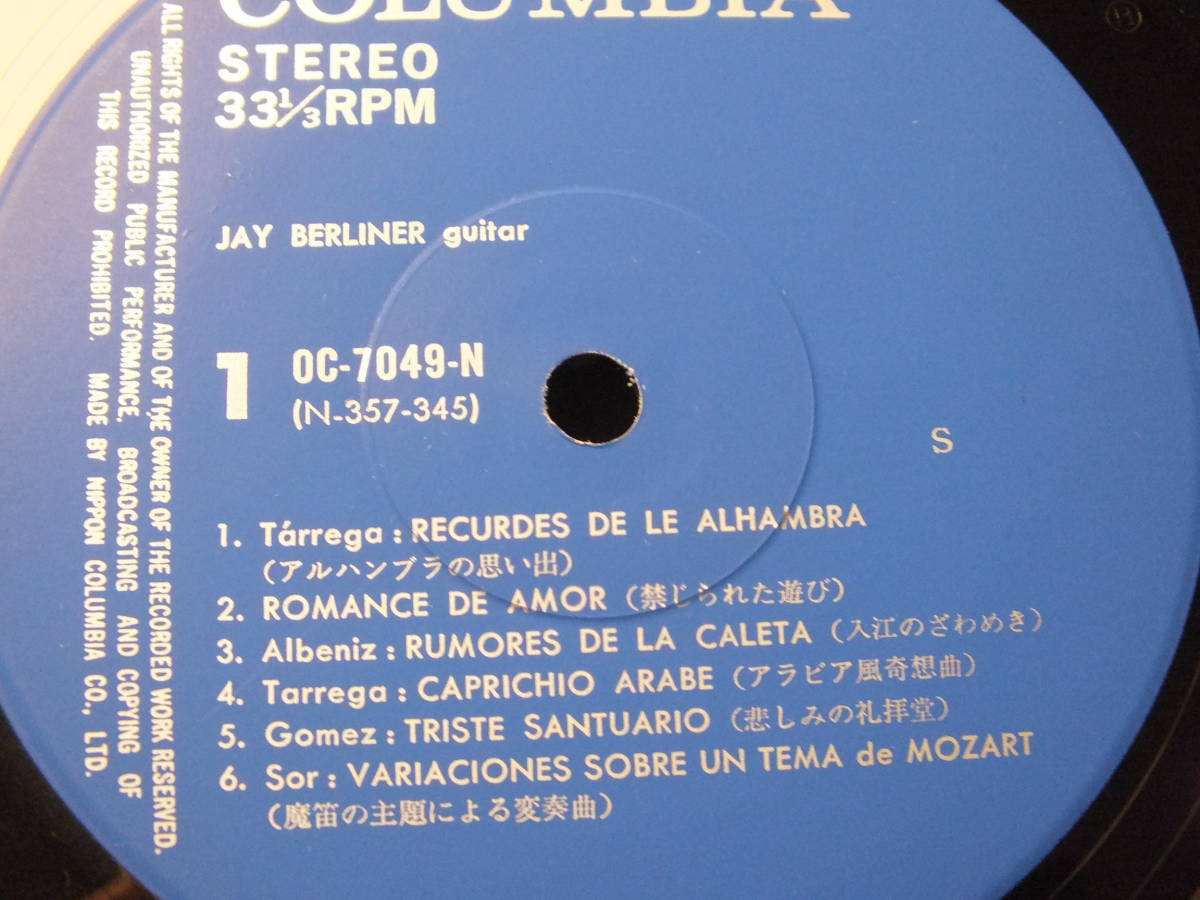 COLUMBIA
STEREO
33 1/3 RPM
JAY BERLINER guitar
1 OC-7049-N
(N-357-345)
S
1. Tárrega : RECURDES DE LE ALHAMBRA
(アルハンブラの思い出)
2. ROMANCE DE AMOR (禁じられた遊び)
3. Albeniz : RUMORES DE LA CALETA (入江のざわめき)
4. Tarrega : CAPRICHIO ARABE (アラビア風奇想曲)
5. Gomez : TRISTE SANTUARIO (悲しみの礼拝堂)
6. Sor : VARIACIONES SOBRE UN TEMA de MOZART
(魔笛の主題による変奏曲)
ALL RIGHTS OF THE MANUFACTURER AND OF THE OWNER OF THE RECORDED WORK RESERVED.
UNAUTHORIZED PUBLIC PERFORMANCE, BROADCASTING AND COPYING OF
THIS RECORD PROHIBITED. MADE BY NIPPON COLUMBIA CO., LTD.